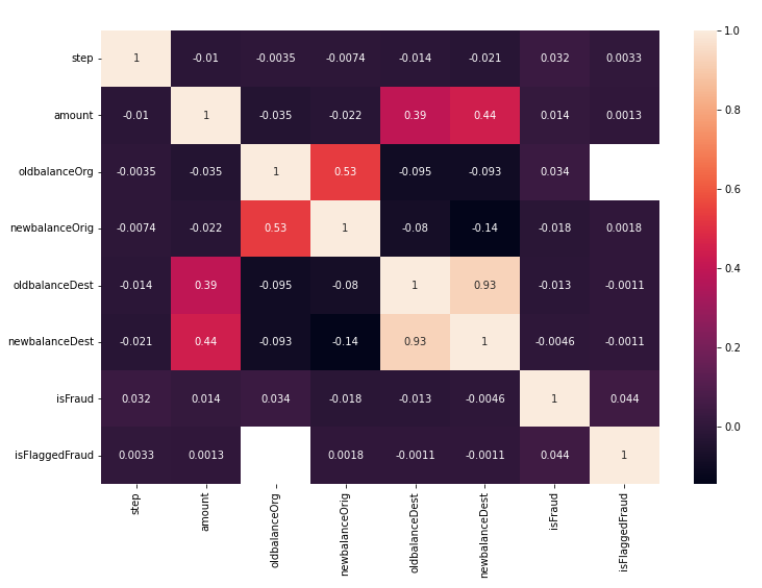 step 1 -0.01 -0.0035 -0.0074 -0.014 -0.021 0.032 0.0033
amount -0.01 1 -0.035 -0.022 0.39 0.44 0.014 0.0013
oldbalanceOrg -0.0035 -0.035 1 0.53 -0.095 -0.093 0.034
newbalanceOrig -0.0074 -0.022 0.53 1 -0.08 -0.14 -0.018 0.0018
oldbalanceDest -0.014 0.39 -0.095 -0.08 1 0.93 -0.013 -0.0011
newbalanceDest -0.021 0.44 -0.093 -0.14 0.93 1 -0.0046 -0.0011
isFraud 0.032 0.014 0.034 -0.018 -0.013 -0.0046 1 0.044
isFlaggedFraud 0.0033 0.0013 0.0018 -0.0011 -0.0011 0.044 1
step
amount
oldbalanceOrg
newbalanceOrig
oldbalanceDest
newbalanceDest
isFraud
isFlaggedFraud
1.0
0.8
0.6
0.4
0.2
0.0